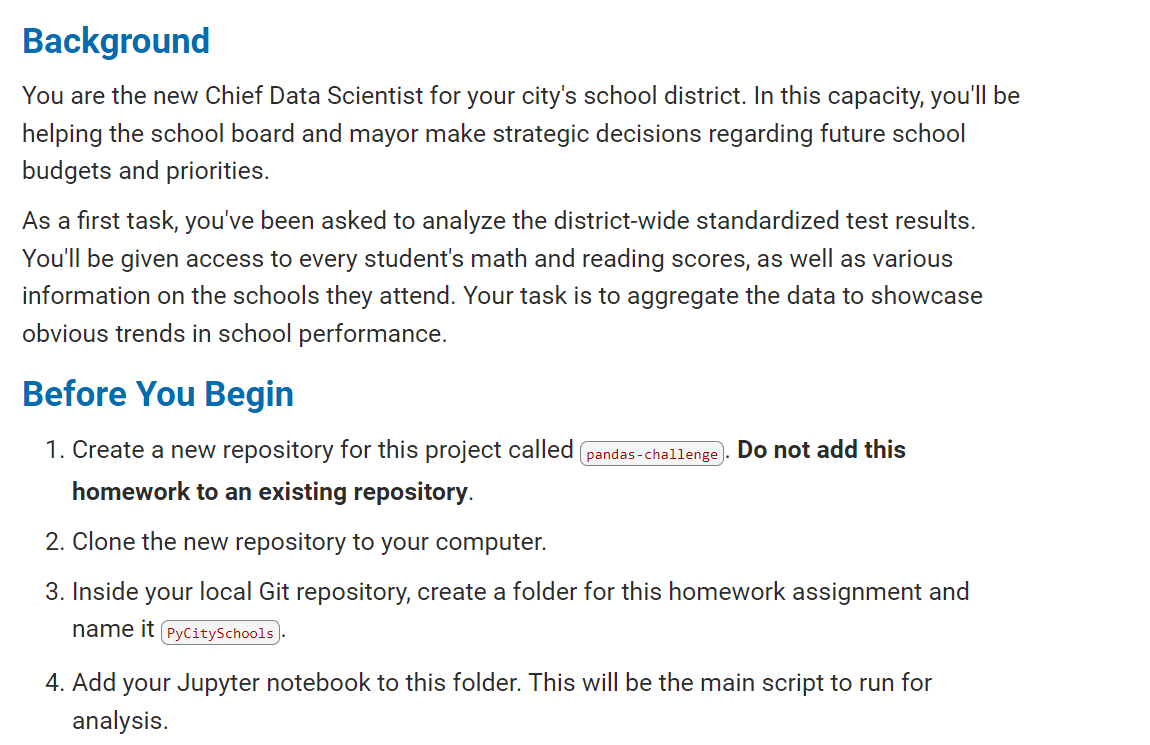 Background
You are the new Chief Data Scientist for your city's school district. In this capacity, you'll be
helping the school board and mayor make strategic decisions regarding future school
budgets and priorities.
As a first task, you've been asked to analyze the district-wide standardized test results.
You'll be given access to every student's math and reading scores, as well as various
information on the schools they attend. Your task is to aggregate the data to showcase
obvious trends in school performance.
Before You Begin
1. Create a new repository for this project called pandas-challenge. Do not add this
homework to an existing repository.
2. Clone the new repository to your computer.
3. Inside your local Git repository, create a folder for this homework assignment and
name it PyCitySchools.
4. Add your Jupyter notebook to this folder. This will be the main script to run for
analysis.